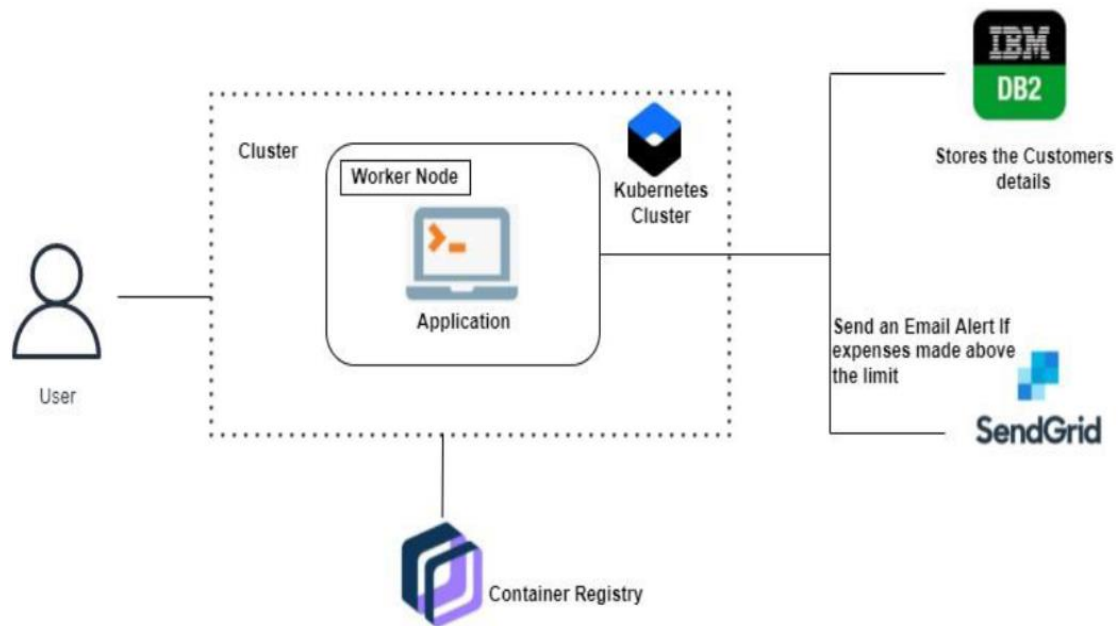 IBM
DB2
Stores the Customers
details
Cluster
Worker Node
Kubernetes
Cluster
Application
User
Send an Email Alert If
expenses made above
the limit
SendGrid
Container Registry